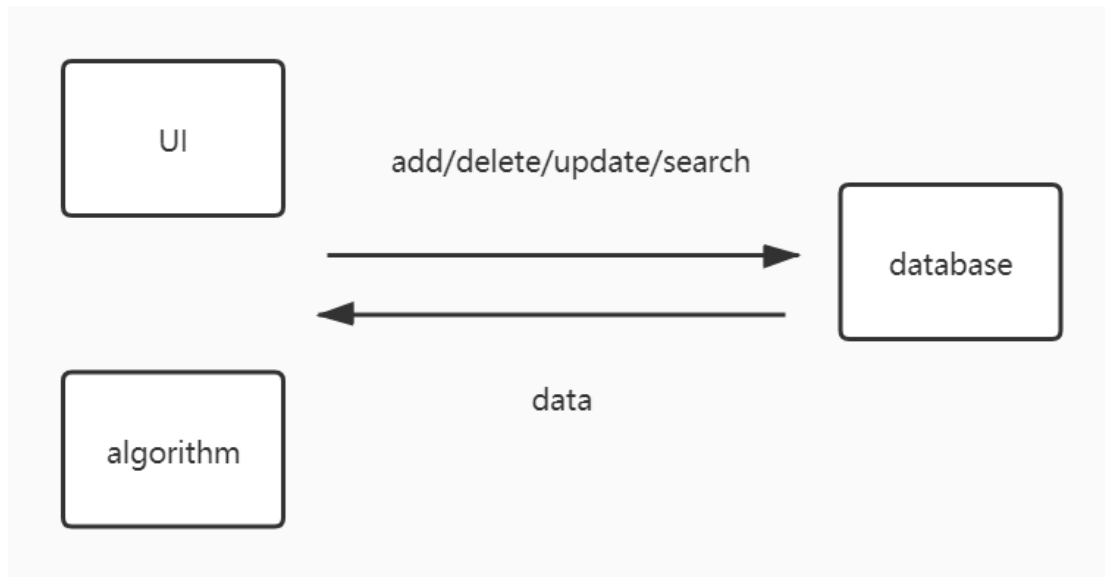 UI
add/delete/update/search
database
data
algorithm